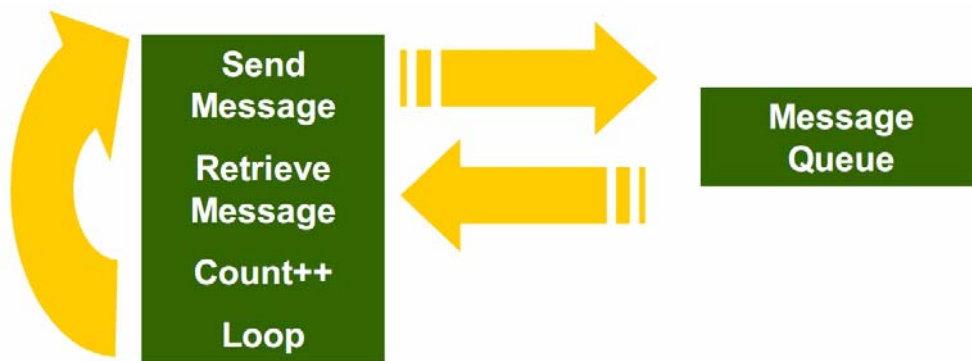 Send
Message
Retrieve
Message
Count++
Loop
Message
Queue